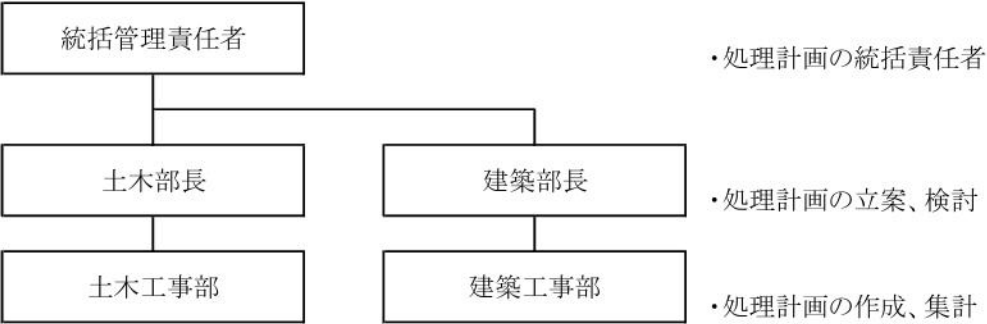 統括管理責任者
・処理計画の統括責任者
土木部長
建築部長
・処理計画の立案、検討
土木工事部
建築工事部
・処理計画の作成、集計